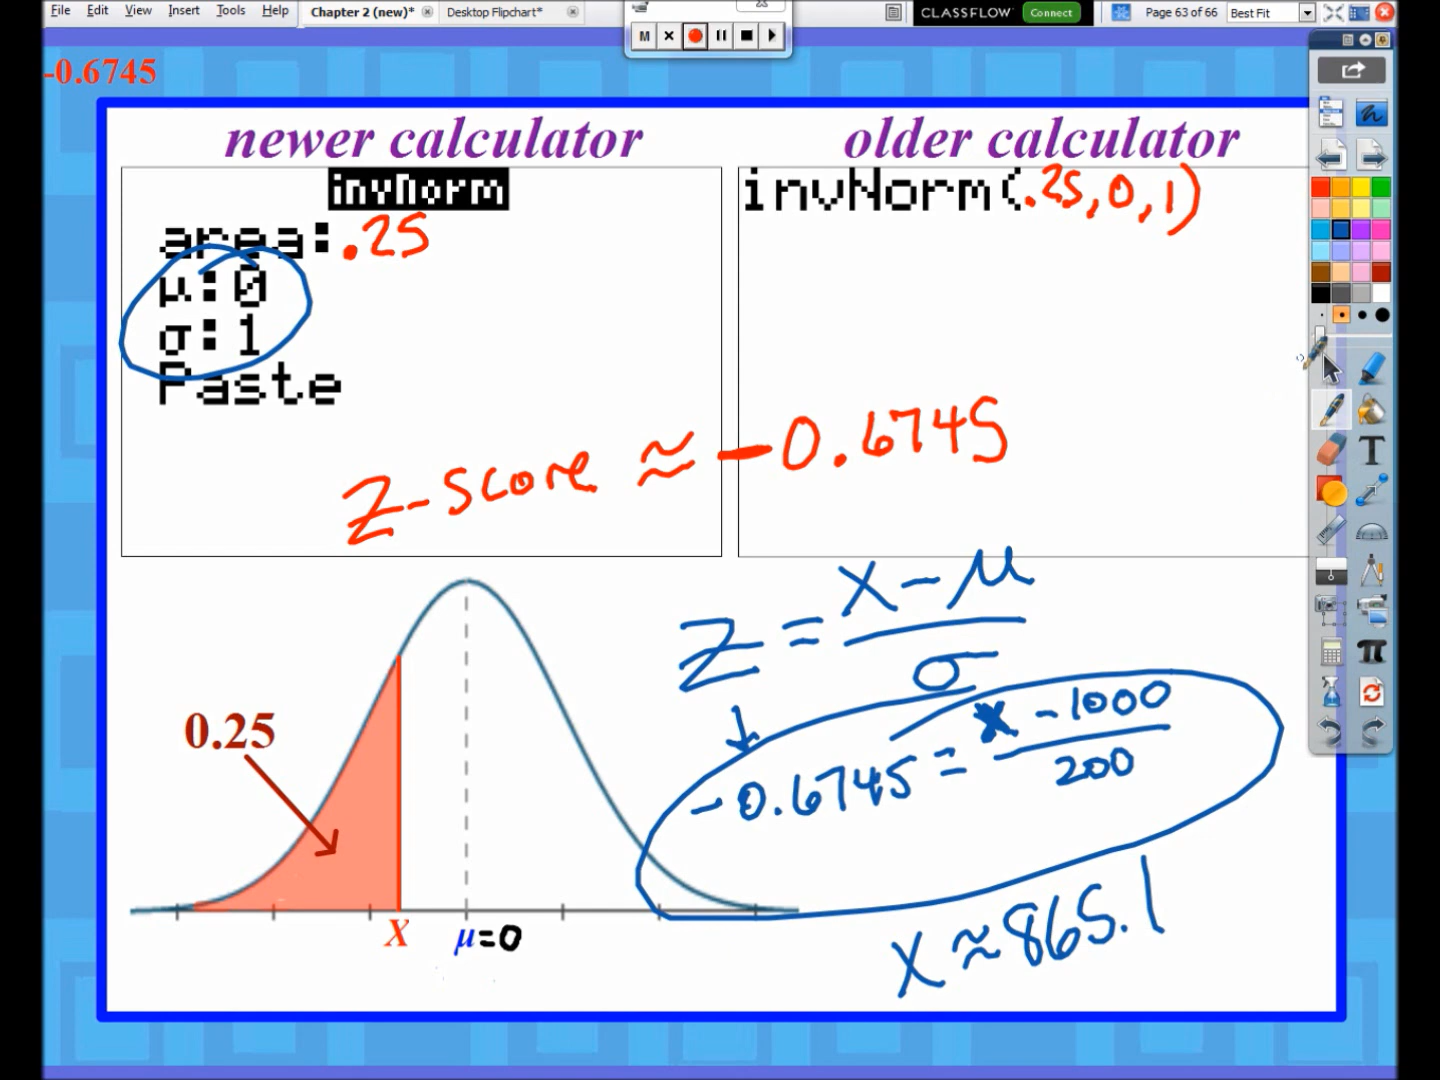 File Edit View Insert Tools Help
Chapter 2 (new)*
Desktop Flipchart*
M
CLASSFLOW Connect
Page 63 of 66
Best Fit
-0.6745
newer calculator
older calculator
invNorm
area: .25
μ:0
σ:1
Paste
invNorm(.25,0,1)
Z-score ≈ -0.6745
Z = X - μ / σ
-0.6745 = X - 1000 / 200
X ≈ 865.1
0.25
X
μ=0
T
π